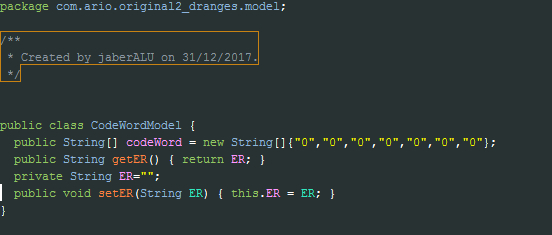 package com.ario.original2_dranges.model;
/**
 * Created by jaberALU on 31/12/2017.
 */
public class CodeWordModel {
  public String[] codeWord = new String[]{"0","0","0","0","0","0","0"};
  public String getER() { return ER; }
  private String ER="";
  public void setER(String ER) { this.ER = ER; }
}